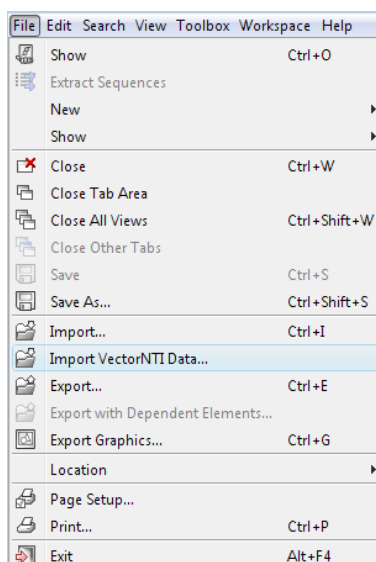 File Edit Search View Toolbox Workspace Help
Show Ctrl+O
Extract Sequences
New
Show
Close Ctrl+W
Close Tab Area
Close All Views Ctrl+Shift+W
Close Other Tabs
Save Ctrl+S
Save As... Ctrl+Shift+S
Import... Ctrl+I
Import VectorNTI Data...
Export... Ctrl+E
Export with Dependent Elements...
Export Graphics... Ctrl+G
Location
Page Setup...
Print... Ctrl+P
Exit Alt+F4